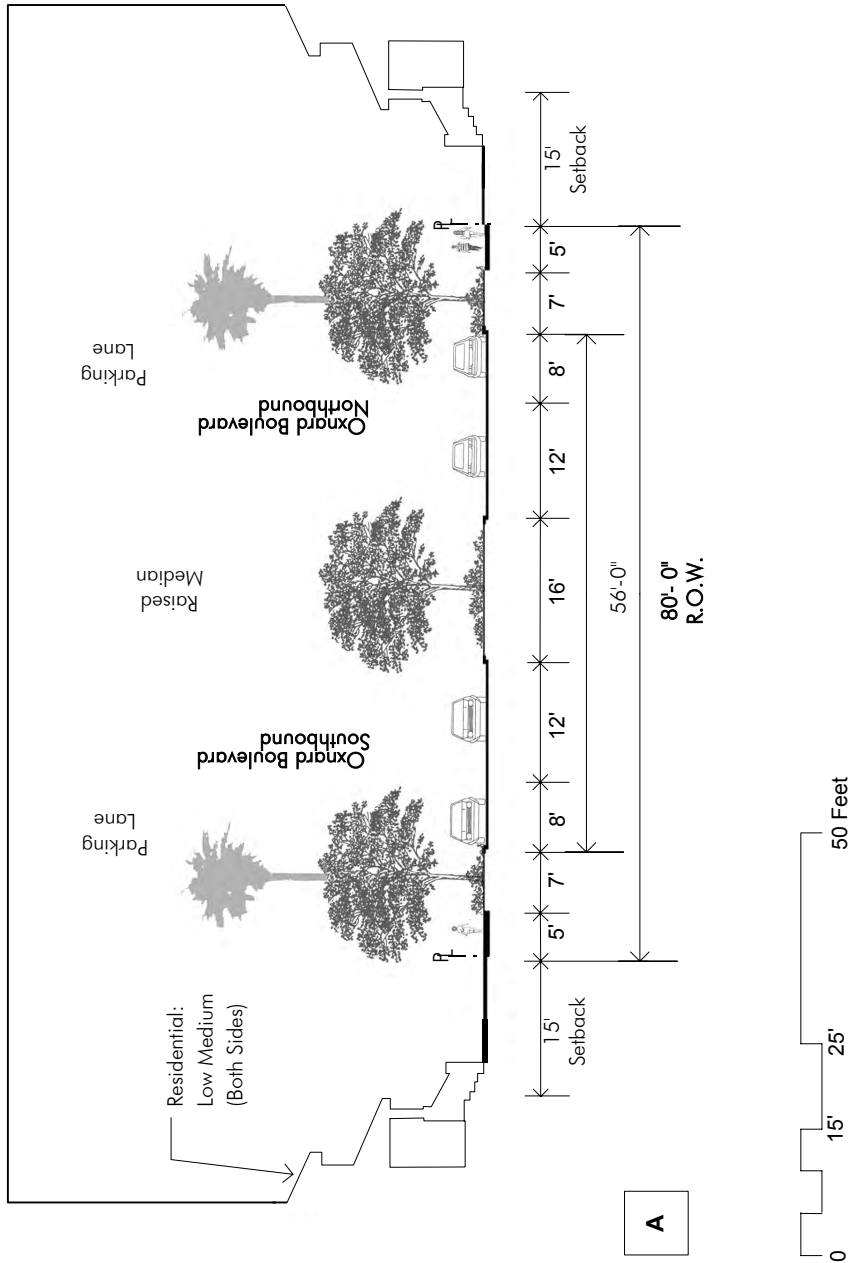 Parking
Lane
Raised
Median
Parking
Lane
Residential:
Low Medium
(Both Sides)
Oxnard Boulevard
Southbound
Oxnard Boulevard
Northbound
PL
PL
15'
Setback
5'
7'
8'
12'
16'
12'
8'
7'
5'
15'
Setback
56'-0"
80'- 0"
R.O.W.
A
0
15'
25'
50 Feet